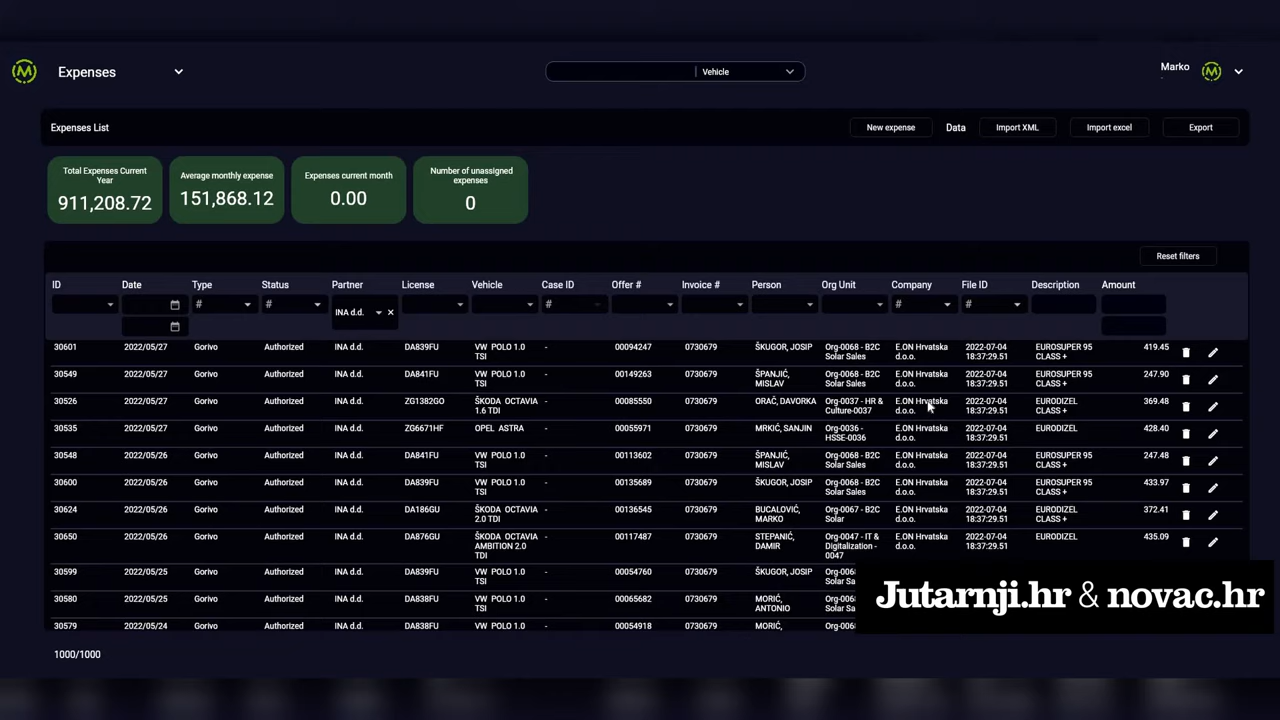 Expenses
Vehicle
Marko
Expenses List
New expense Data Import XML Import excel Export
Total Expenses Current Year
911,208.72
Average monthly expense
151,868.12
Expenses current month
0.00
Number of unassigned expenses
0
Reset filters
ID Date Type Status Partner License Vehicle Case ID Offer # Invoice # Person Org Unit Company File ID Description Amount
# # INA d.d. # # #
30601 2022/05/27 Gorivo Authorized INA d.d. DA839FU VW POLO 1.0 TSI - 00094247 0730679 ŠKUGOR, JOSIP Org-0068 - B2C Solar Sales E.ON Hrvatska d.o.o. 2022-07-04 18:37:29.51 EUROSUPER 95 CLASS + 419.45
30549 2022/05/27 Gorivo Authorized INA d.d. DA841FU VW POLO 1.0 TSI - 00149263 0730679 ŠPANJIĆ, MISLAV Org-0068 - B2C Solar Sales E.ON Hrvatska d.o.o. 2022-07-04 18:37:29.51 EUROSUPER 95 CLASS + 247.90
30526 2022/05/27 Gorivo Authorized INA d.d. ZG1382GO ŠKODA OCTAVIA 1.6 TDI - 00085550 0730679 ORAČ, DAVORKA Org-0037 - HR & Culture-0037 E.ON Hrvatska d.o.o. 2022-07-04 18:37:29.51 EURODIZEL 369.48
30535 2022/05/27 Gorivo Authorized INA d.d. ZG6671HF OPEL ASTRA - 00055971 0730679 MRKIĆ, SANJIN Org-0036 - HSSE-0036 E.ON Hrvatska d.o.o. 2022-07-04 18:37:29.51 EURODIZEL 428.40
30548 2022/05/26 Gorivo Authorized INA d.d. DA841FU VW POLO 1.0 TSI - 00113602 0730679 ŠPANJIĆ, MISLAV Org-0068 - B2C Solar Sales E.ON Hrvatska d.o.o. 2022-07-04 18:37:29.51 EUROSUPER 95 CLASS + 247.48
30600 2022/05/26 Gorivo Authorized INA d.d. DA839FU VW POLO 1.0 TSI - 00135689 0730679 ŠKUGOR, JOSIP Org-0068 - B2C Solar Sales E.ON Hrvatska d.o.o. 2022-07-04 18:37:29.51 EUROSUPER 95 CLASS + 433.97
30624 2022/05/26 Gorivo Authorized INA d.d. DA186GU ŠKODA OCTAVIA 2.0 TDI - 00136545 0730679 BUCALOVIĆ, MARKO Org-0067 - B2C Solar E.ON Hrvatska d.o.o. 2022-07-04 18:37:29.51 EURODIZEL 372.41
30650 2022/05/26 Gorivo Authorized INA d.d. DA876GU ŠKODA OCTAVIA AMBITION 2.0 TDI - 00117487 0730679 STEPANIĆ, DAMIR Org-0047 - IT & Digitalization - 0047 E.ON Hrvatska d.o.o. 2022-07-04 18:37:29.51 EURODIZEL 435.09
30599 2022/05/25 Gorivo Authorized INA d.d. DA839FU VW POLO 1.0 TSI - 00054760 0730679 ŠKUGOR, JOSIP Org-006 Solar
30580 2022/05/25 Gorivo Authorized INA d.d. DA838FU VW POLO 1.0 TSI - 00065682 0730679 MORIĆ, ANTONIO Org-006 Solar
30579 2022/05/24 Gorivo Authorized INA d.d. DA838FU VW POLO 1.0 - 00054918 0730679 MORIĆ, Org-006
Jutarnji.hr & novac.hr
1000/1000